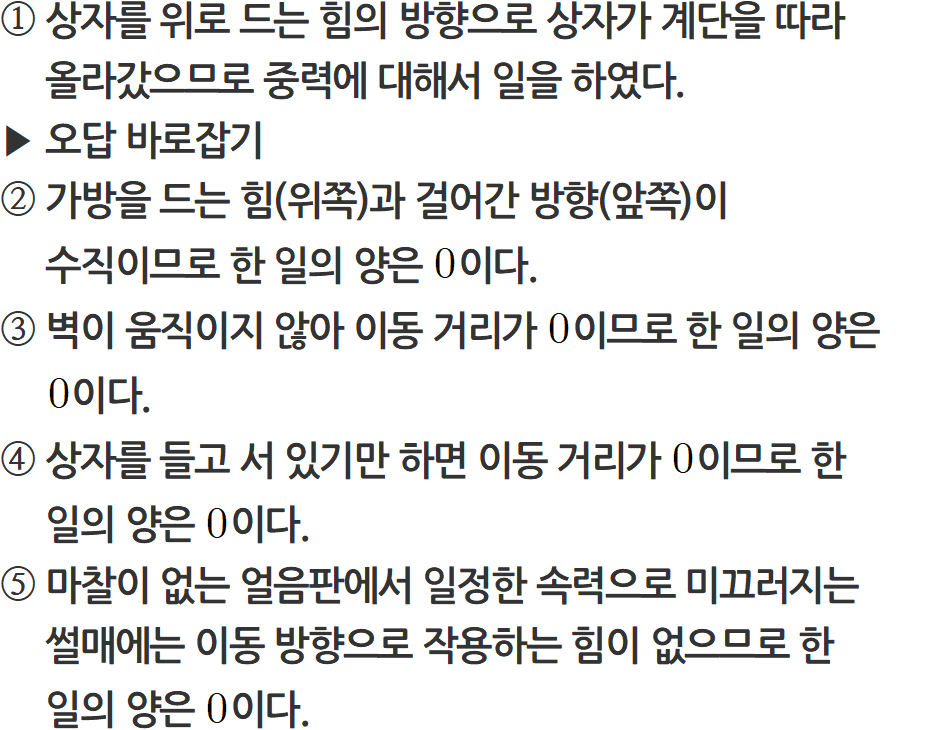 ① 상자를 위로 드는 힘의 방향으로 상자가 계단을 따라
올라갔으므로 중력에 대해서 일을 하였다.
▶ 오답 바로잡기
② 가방을 드는 힘(위쪽)과 걸어간 방향(앞쪽)이
수직이므로 한 일의 양은 0이다.
③ 벽이 움직이지 않아 이동 거리가 0이므로 한 일의 양은
0이다.
④ 상자를 들고 서 있기만 하면 이동 거리가 0이므로 한
일의 양은 0이다.
⑤ 마찰이 없는 얼음판에서 일정한 속력으로 미끄러지는
썰매에는 이동 방향으로 작용하는 힘이 없으므로 한
일의 양은 0이다.